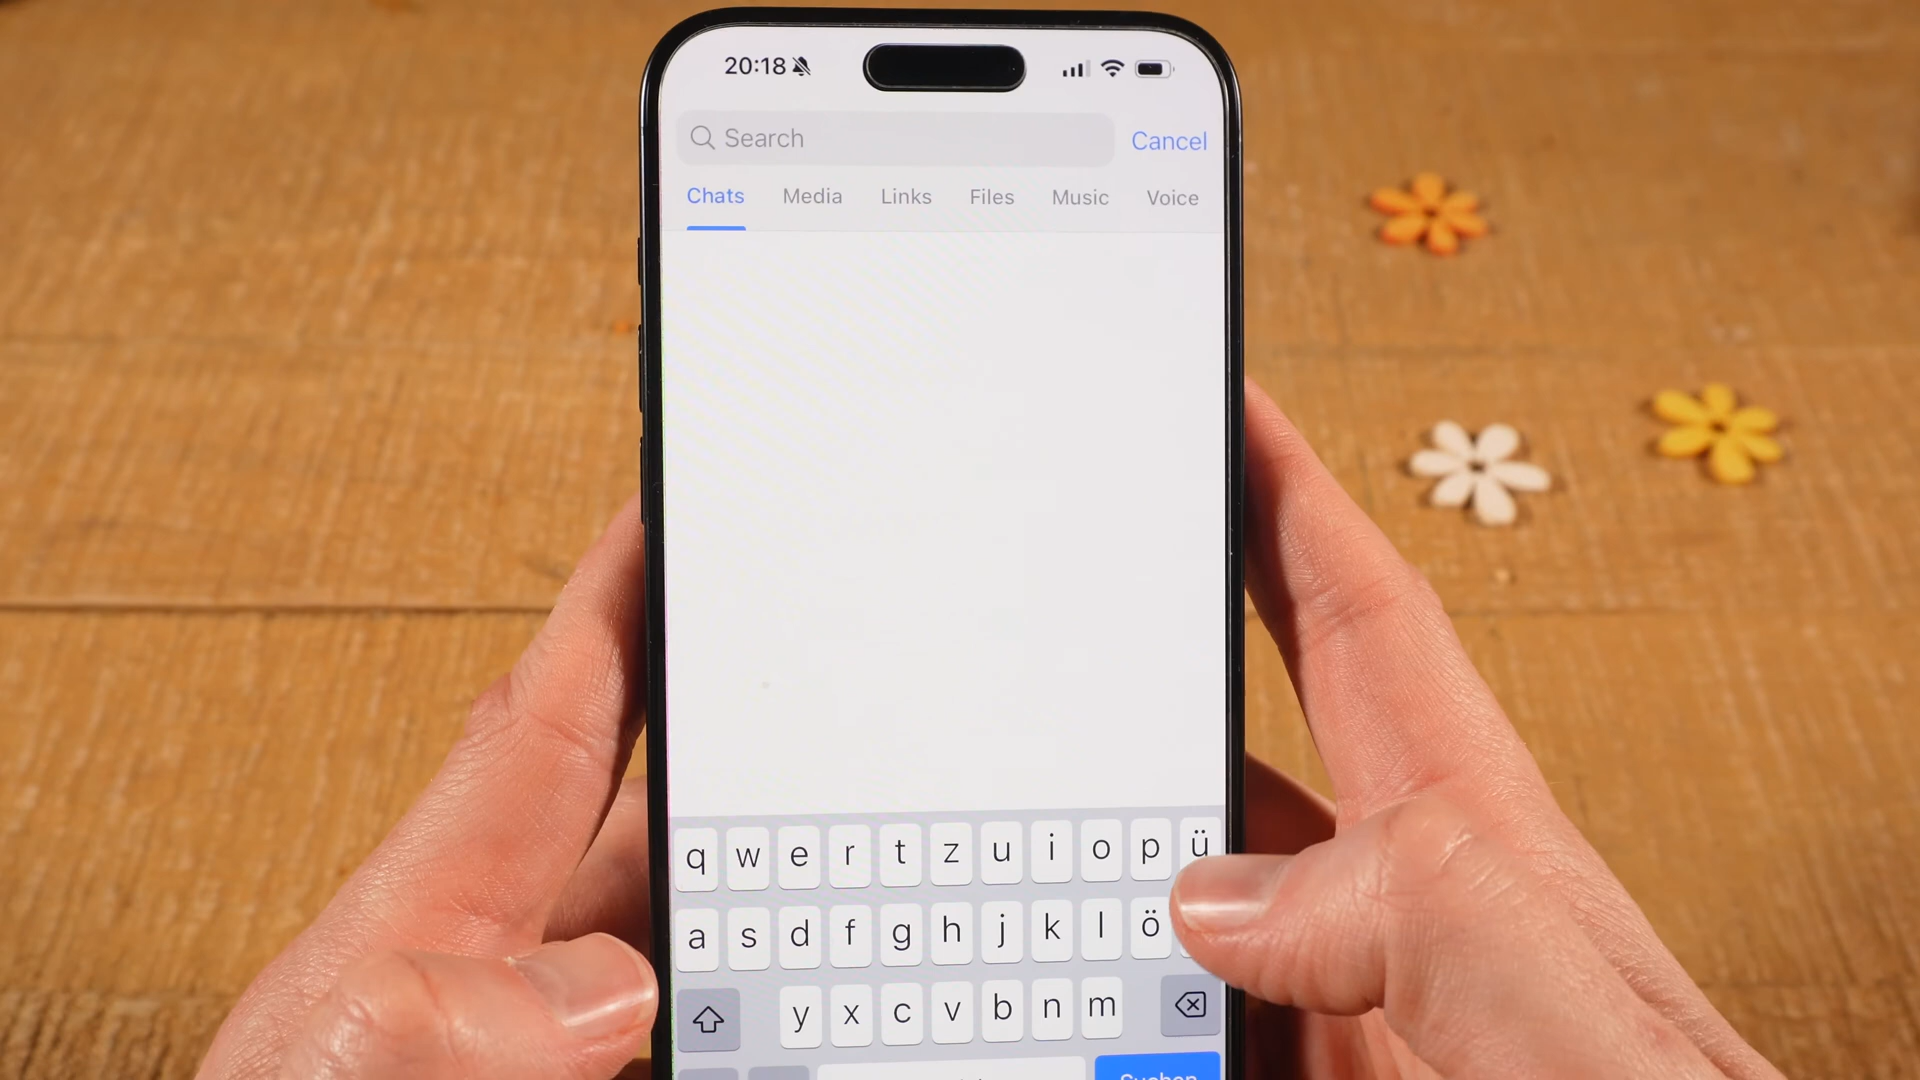 20:18
Search
Cancel
Chats Media Links Files Music Voice
q w e r t z u i o p ü
a s d f g h j k l ö
y x c v b n m
Suchen